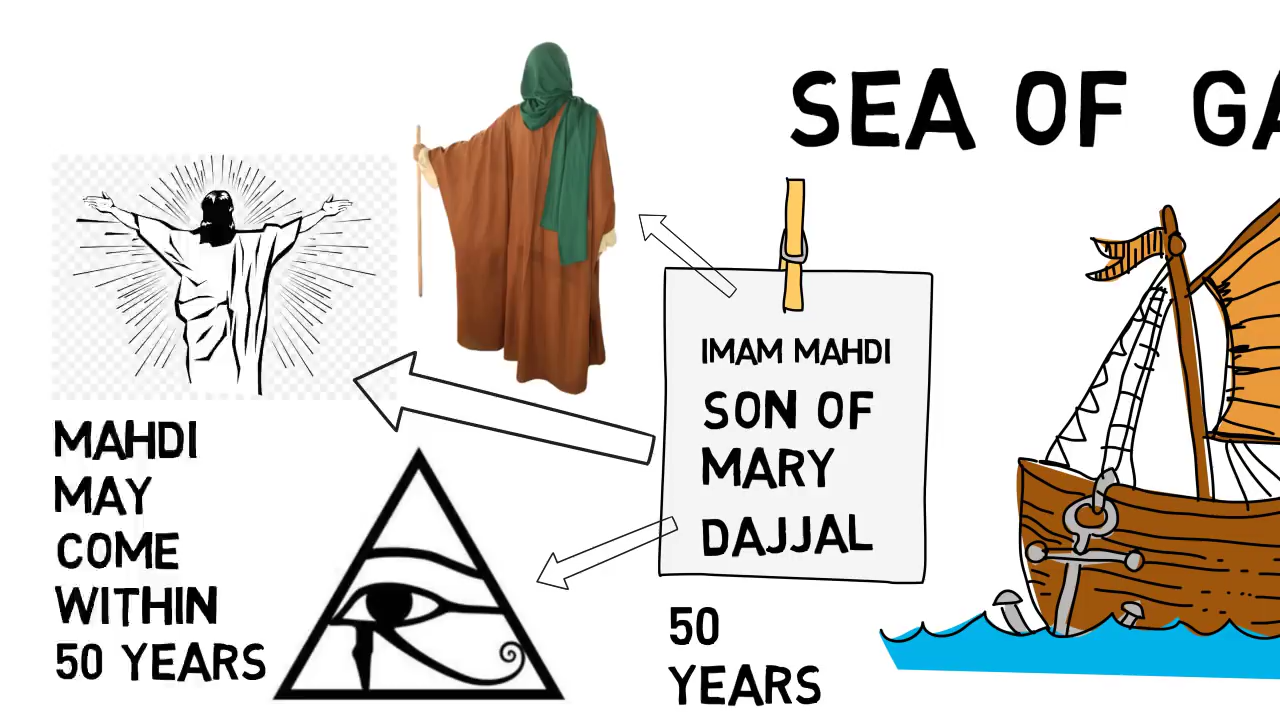 SEA OF GA
IMAM MAHDI
SON OF
MARY
DAJJAL
MAHDI
MAY
COME
WITHIN
50 YEARS
50
YEARS